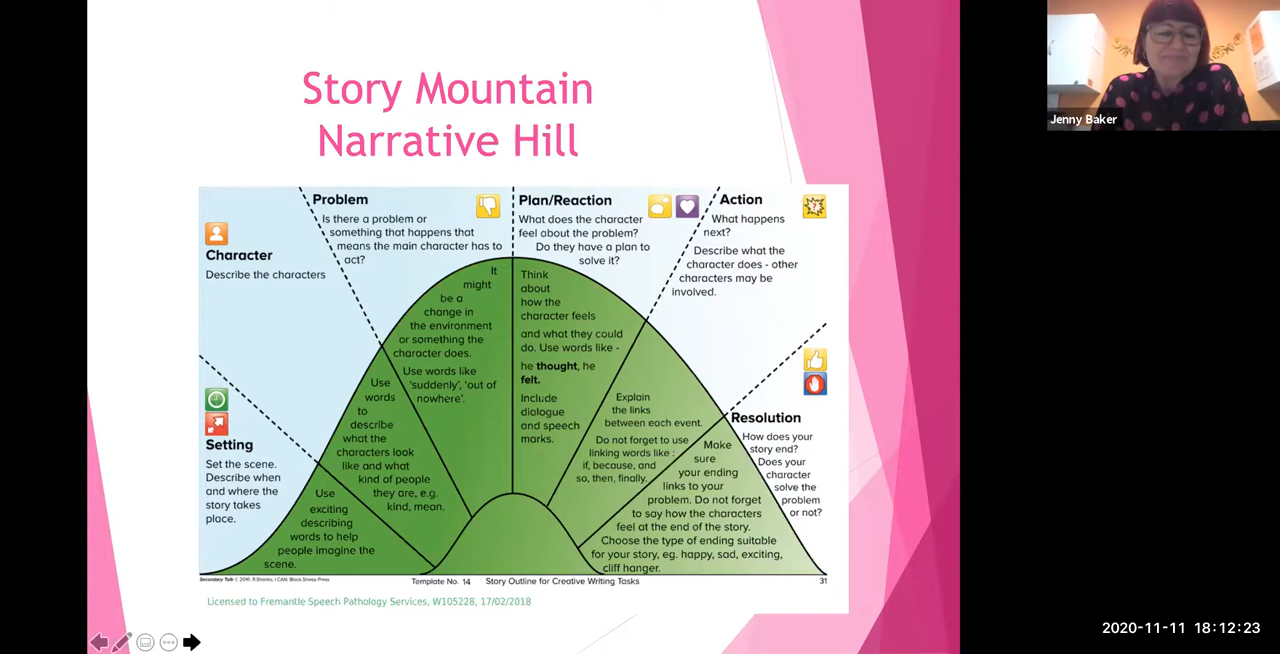 Story Mountain
Narrative Hill
Problem
Is there a problem or
something that happens that
means the main character has to
act?
Plan/Reaction
What does the character
feel about the problem?
Do they have a plan to
solve it?
Action
What happens
next?
Describe what the
character does - other
characters may be
involved.
Character
Describe the characters
It
might
be a
change in
the environment
or something the
character does.
Use words like
'suddenly', 'out of
nowhere'.
Think
about
how the
character feels
and what they could
do. Use words like -
he thought, he
felt.
Include
dialogue
and speech
marks.
Use
words
to
describe
what the
characters look
like and what
kind of people
they are, e.g.
kind, mean.
Explain
the links
between each event.
Do not forget to use
linking words like :
if, because, and
so, then, finally.
Setting
Set the scene.
Describe when
and where the
story takes
place.
Use
exciting
describing
words to help
people imagine the
scene.
Make
sure
your ending
links to your
problem. Do not forget
to say how the characters
feel at the end of the story.
Choose the type of ending suitable
for your story, eg. happy, sad, exciting,
cliff hanger.
Resolution
How does your
story end?
Does your
character
solve the
problem
or not?
Secondary Talk © 2010 R.Shanks, I CAN, Black Sheep Press
Template No. 14 Story Outline for Creative Writing Tasks
31
Licensed to Fremantle Speech Pathology Services, W105228, 17/02/2018
Jenny Baker
2020-11-11 18:12:23